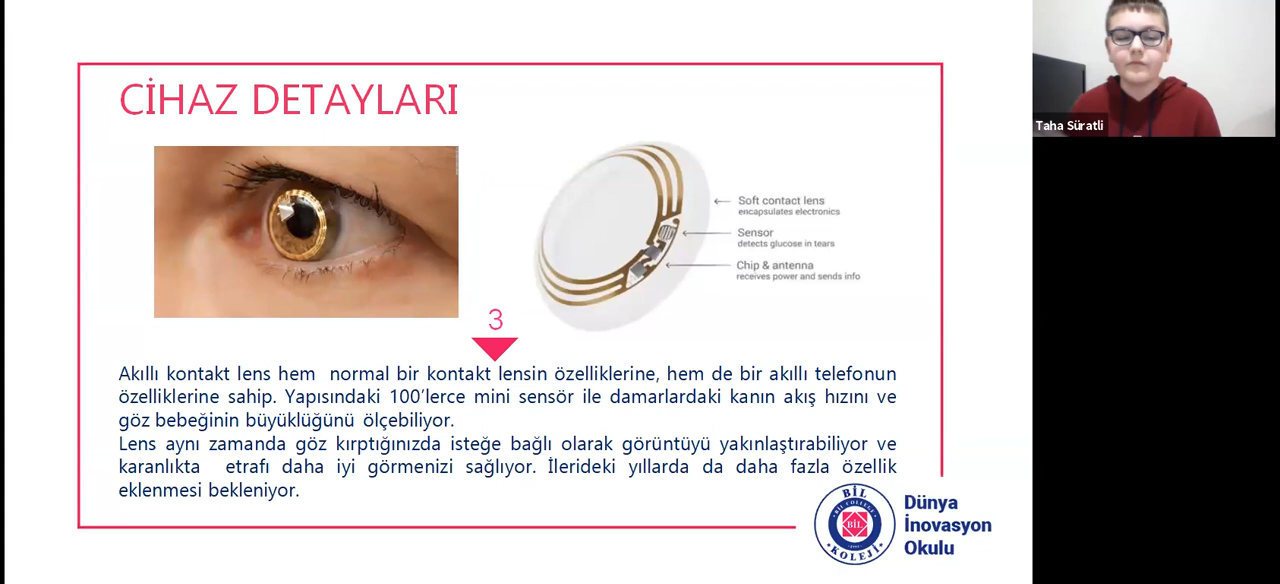 CİHAZ DETAYLARI
Soft contact lens
encapsulates electronics
Sensor
detects glucose in tears
Chip & antenna
receives power and sends info
3
Akıllı kontakt lens hem normal bir kontakt lensin özelliklerine, hem de bir akıllı telefonun
özelliklerine sahip. Yapısındaki 100'lerce mini sensör ile damarlardaki kanın akış hızını ve
göz bebeğinin büyüklüğünü ölçebiliyor.
Lens aynı zamanda göz kırptığınızda isteğe bağlı olarak görüntüyü yakınlaştırabiliyor ve
karanlıkta etrafı daha iyi görmenizi sağlıyor. İlerideki yıllarda da daha fazla özellik
eklenmesi bekleniyor.
BİL
BİL COLLEGE
BİL
KOLEJİ
Dünya
İnovasyon
Okulu
Taha Süratli